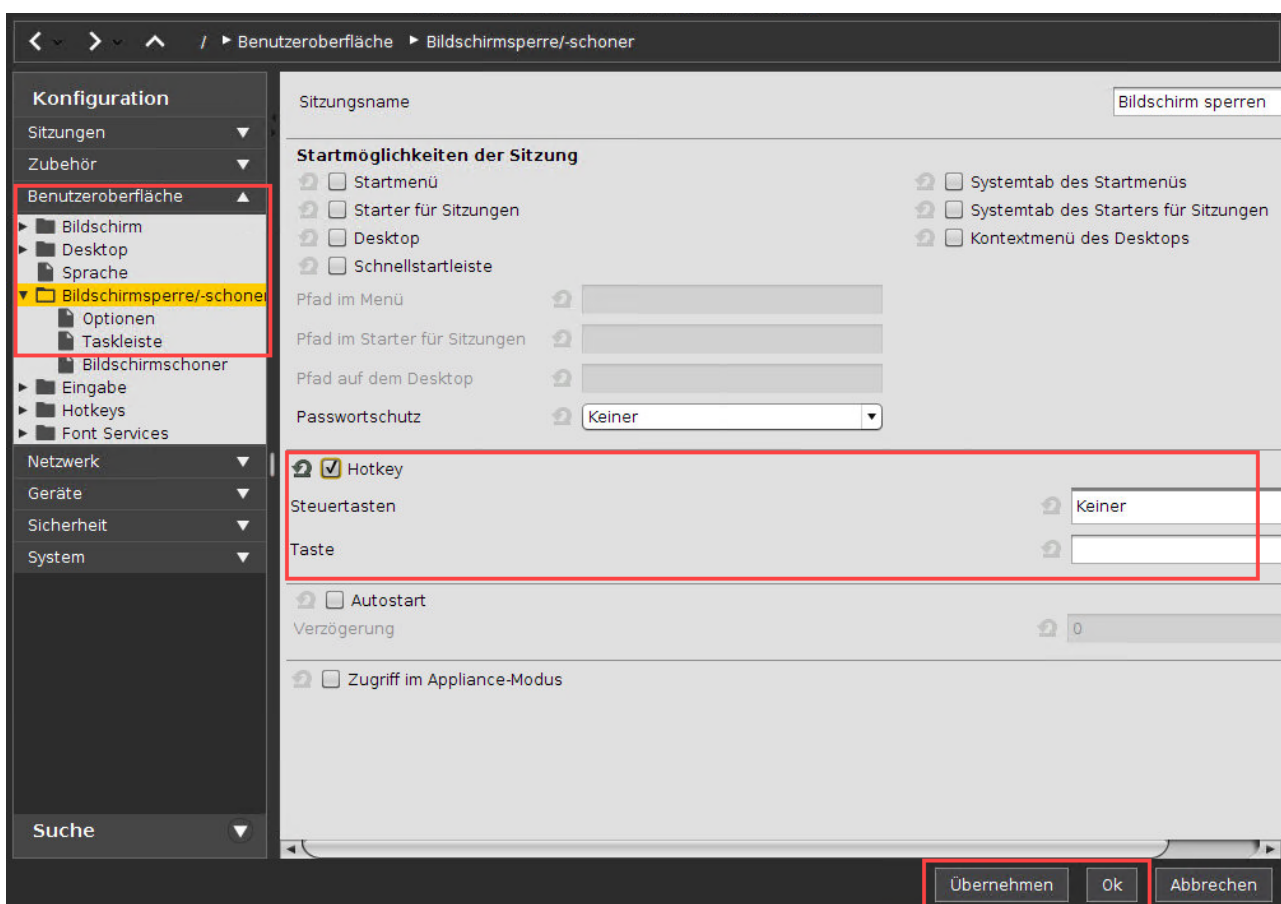 / Benutzeroberfläche Bildschirmsperre/-schoner
Konfiguration
Sitzungen
Zubehör
Benutzeroberfläche
Bildschirm
Desktop
Sprache
Bildschirmsperre/-schoner
Optionen
Taskleiste
Bildschirmschoner
Eingabe
Hotkeys
Font Services
Netzwerk
Geräte
Sicherheit
System
Suche
Sitzungsname Bildschirm sperren
Startmöglichkeiten der Sitzung
Startmenü Systemtab des Startmenüs
Starter für Sitzungen Systemtab des Starters für Sitzungen
Desktop Kontextmenü des Desktops
Schnellstartleiste
Pfad im Menü
Pfad im Starter für Sitzungen
Pfad auf dem Desktop
Passwortschutz Keiner
Hotkey
Steuertasten Keiner
Taste
Autostart
Verzögerung 0
Zugriff im Appliance-Modus
Übernehmen Ok Abbrechen